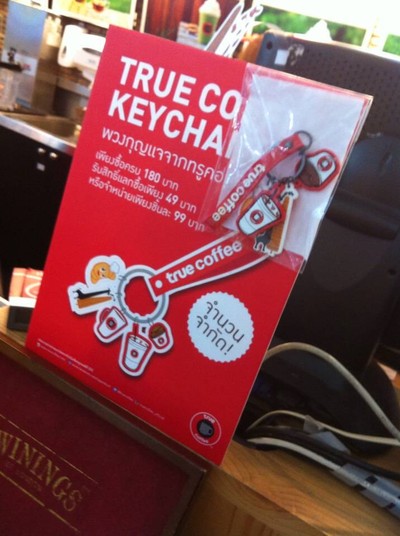 TRUE CO
KEYCHA
พวงกุญแจจากทรูคอ
เพียงซื้อครบ 180 บาท
รับสิทธิ์แลกซื้อเพียง 49 บาท
หรือจำหน่ายเพียงชิ้นละ 99 บาท
truecoffee
true coffee
จำนวน
จำกัด!
WININGS